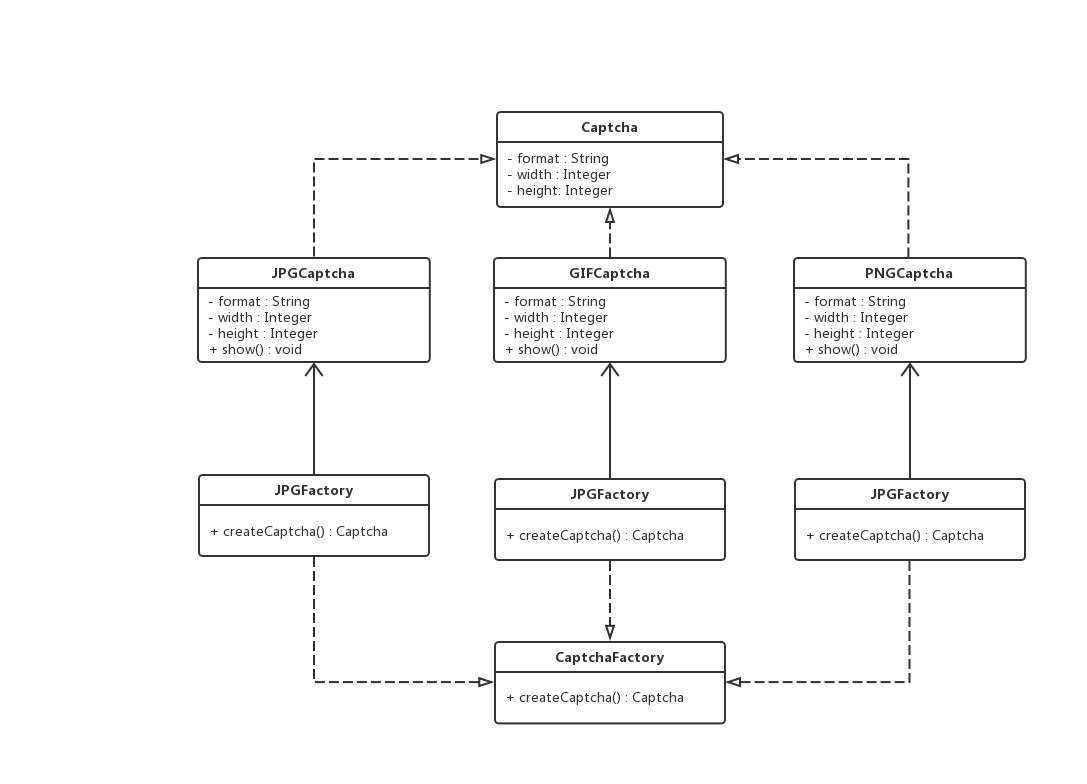 Captcha
- format : String
- width : Integer
- height: Integer
JPGCaptcha
- format : String
- width : Integer
- height : Integer
+ show() : void
GIFCaptcha
- format : String
- width : Integer
- height : Integer
+ show() : void
PNGCaptcha
- format : String
- width : Integer
- height : Integer
+ show() : void
JPGFactory
+ createCaptcha() : Captcha
JPGFactory
+ createCaptcha() : Captcha
JPGFactory
+ createCaptcha() : Captcha
CaptchaFactory
+ createCaptcha() : Captcha